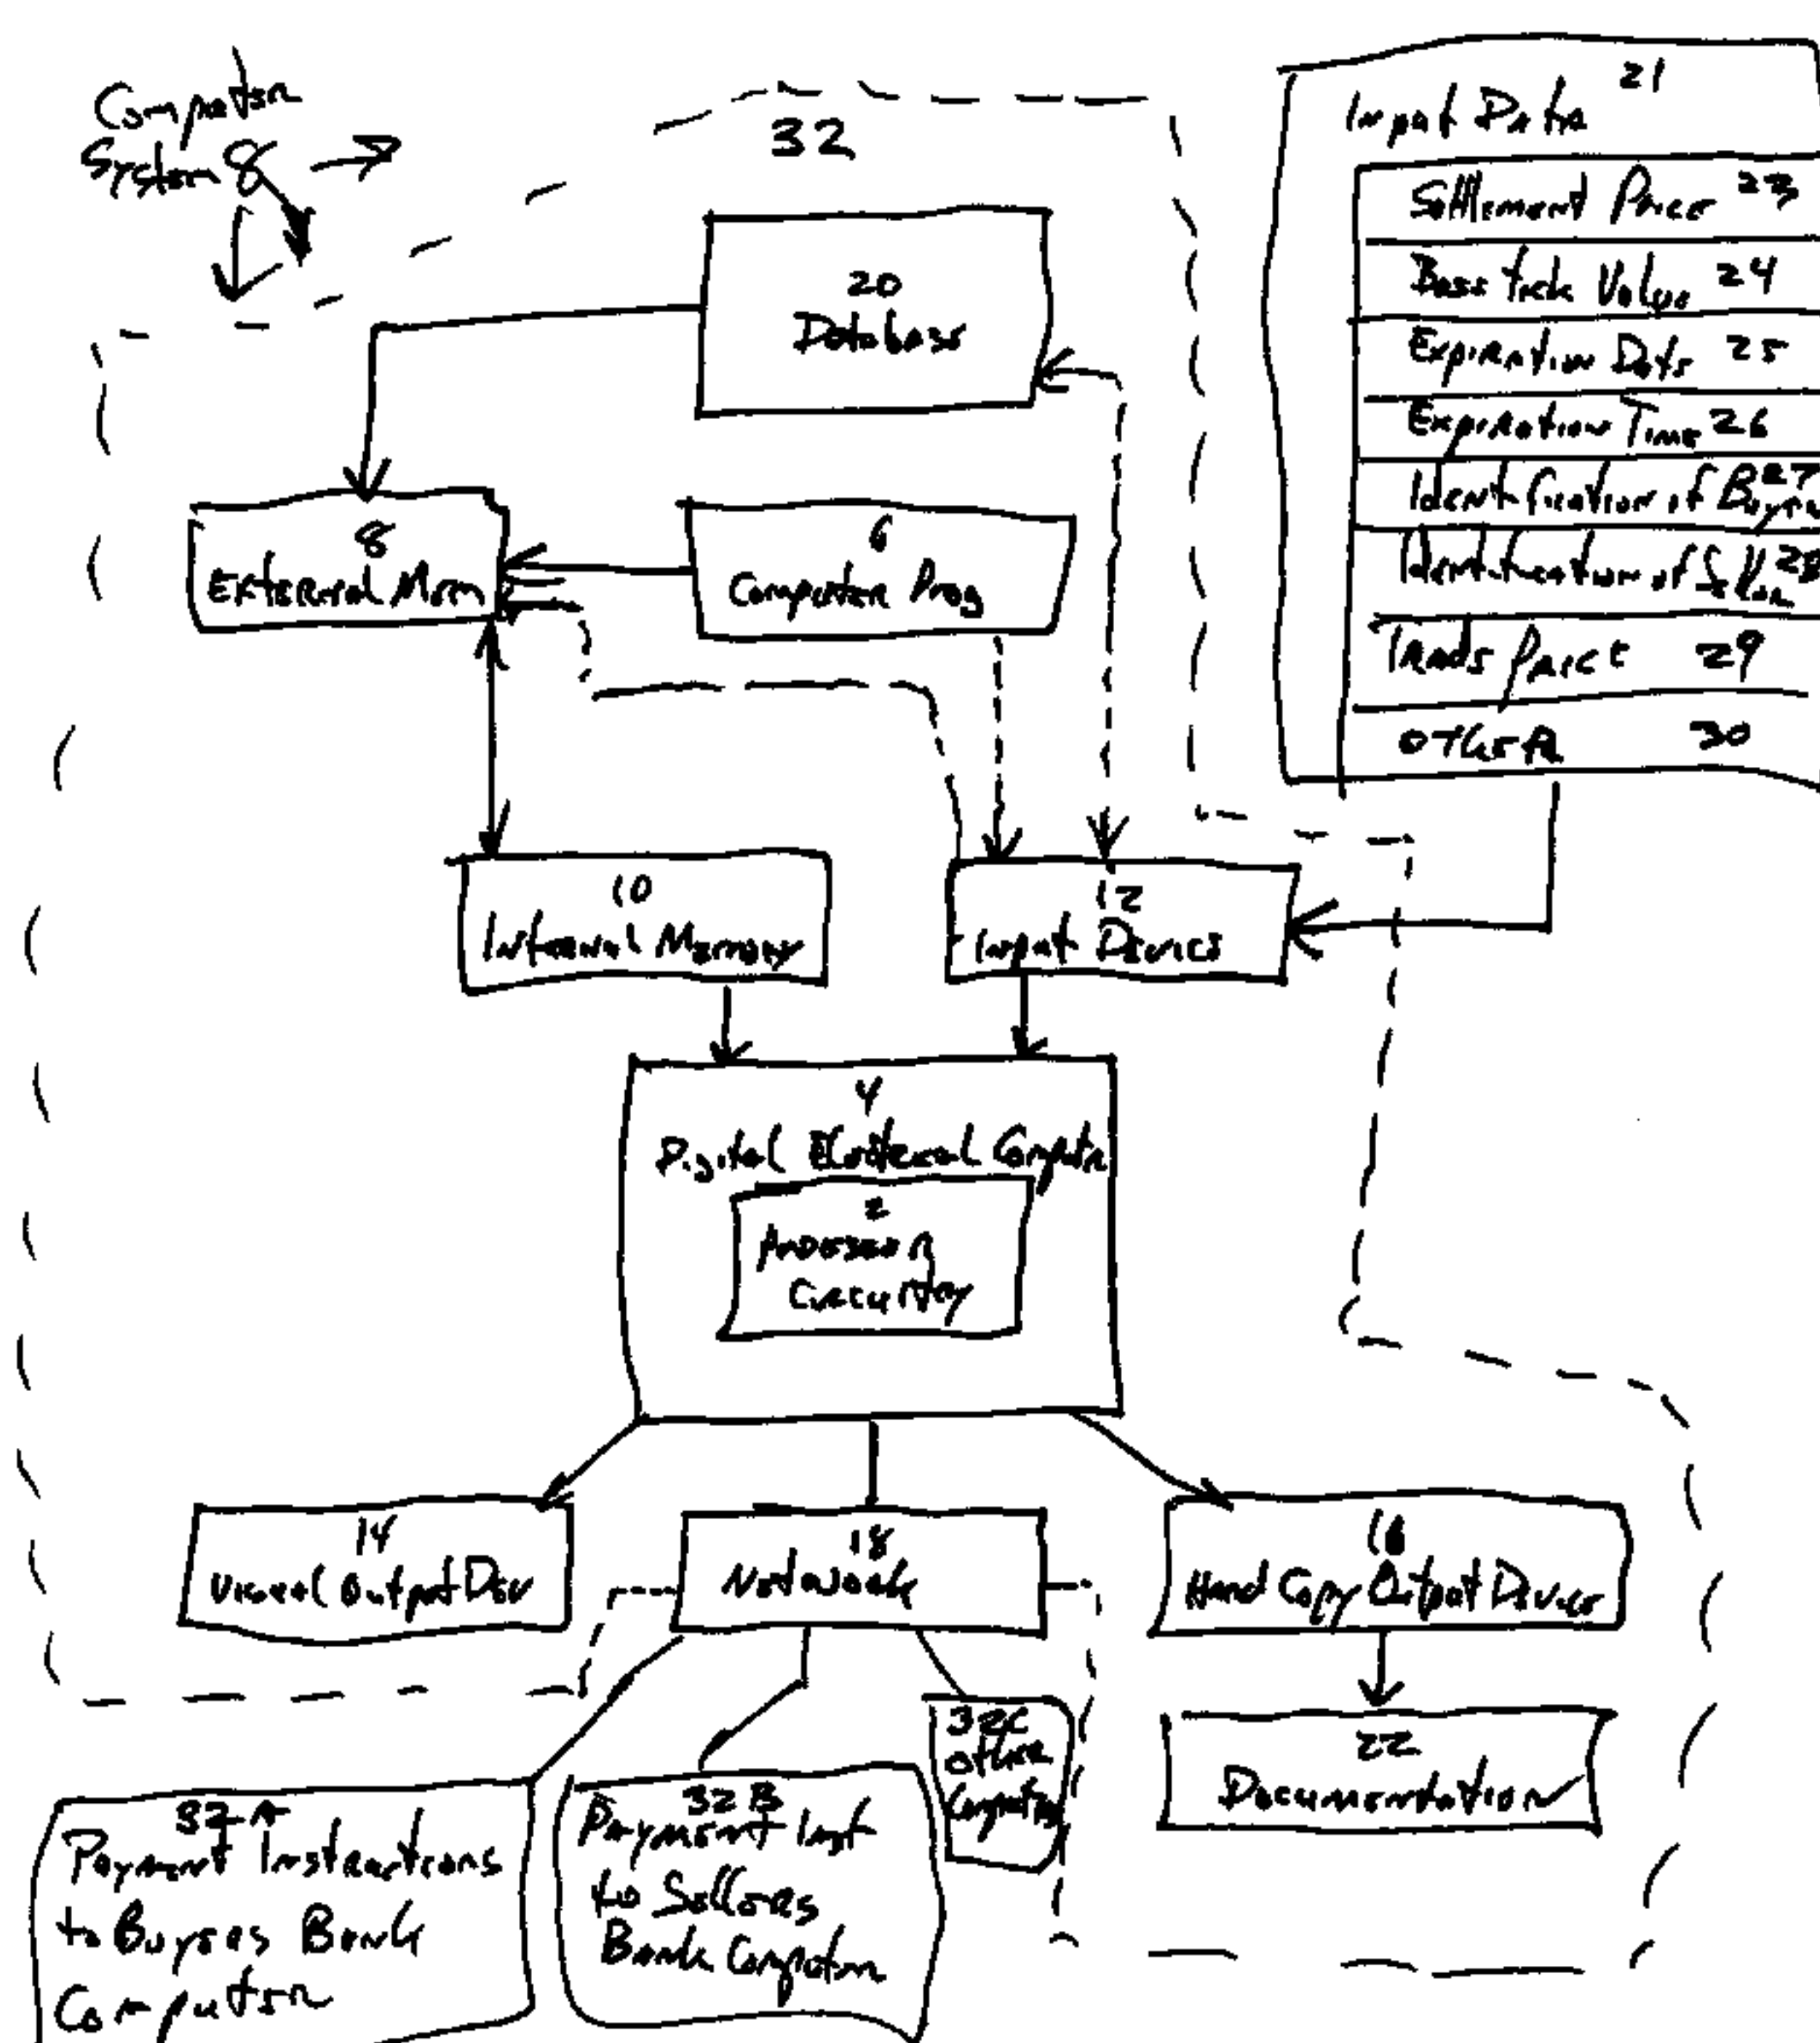 Computer
System 8
32
21
Input Data
Settlement Price 23
Base Tick Value 24
Expiration Date 25
Expiration Time 26
Identification of Buyer 27
Identification of Seller 28
Trade Price 29
OTHER 30
20
Database
8
External Mem
6
Computer Prog
10
Internal Memory
12
Input Device
4
Digital Electronic Computer
2
Processor
Circuitry
14
Visual Output Dev
18
Network
16
Hard Copy Output Device
22
Documentation
32A
Payment Instructions
to Buyers Bank
Computer
32B
Payment Inst
to Sellers
Bank Computer
32C
Other
Computers